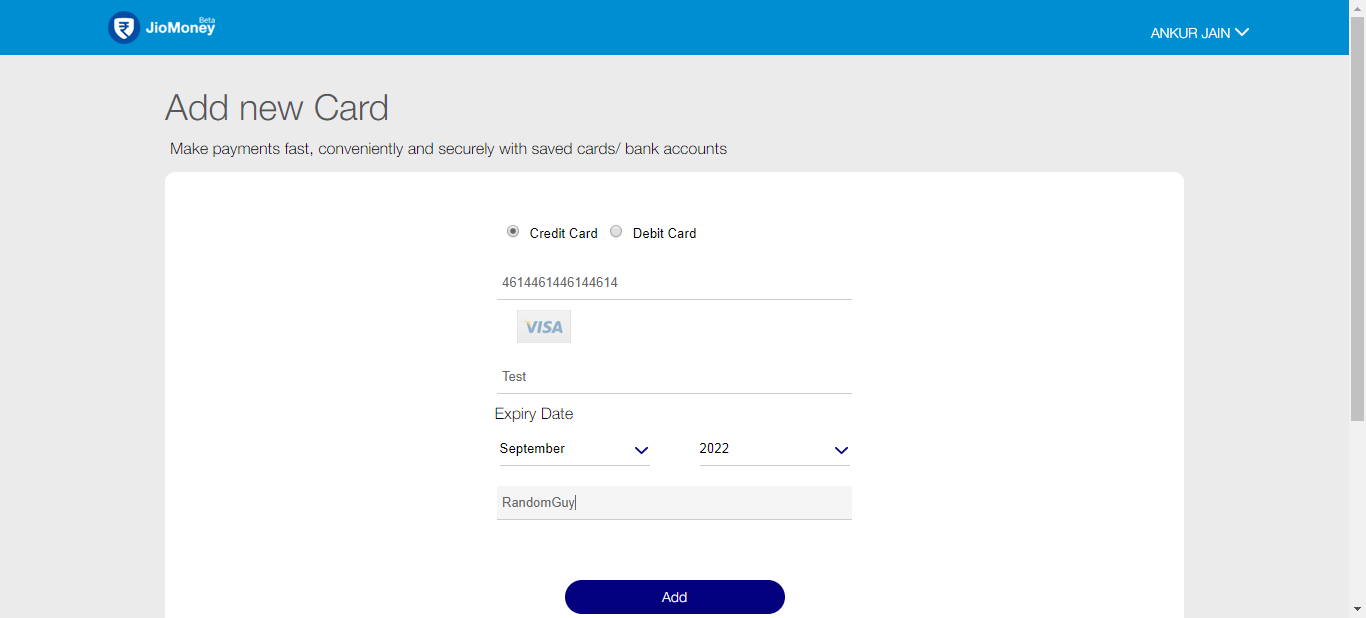 JioMoney Beta
ANKUR JAIN
Add new Card
Make payments fast, conveniently and securely with saved cards/ bank accounts
Credit Card Debit Card
4614461446144614
VISA
Test
Expiry Date
September 2022
RandomGuy
Add